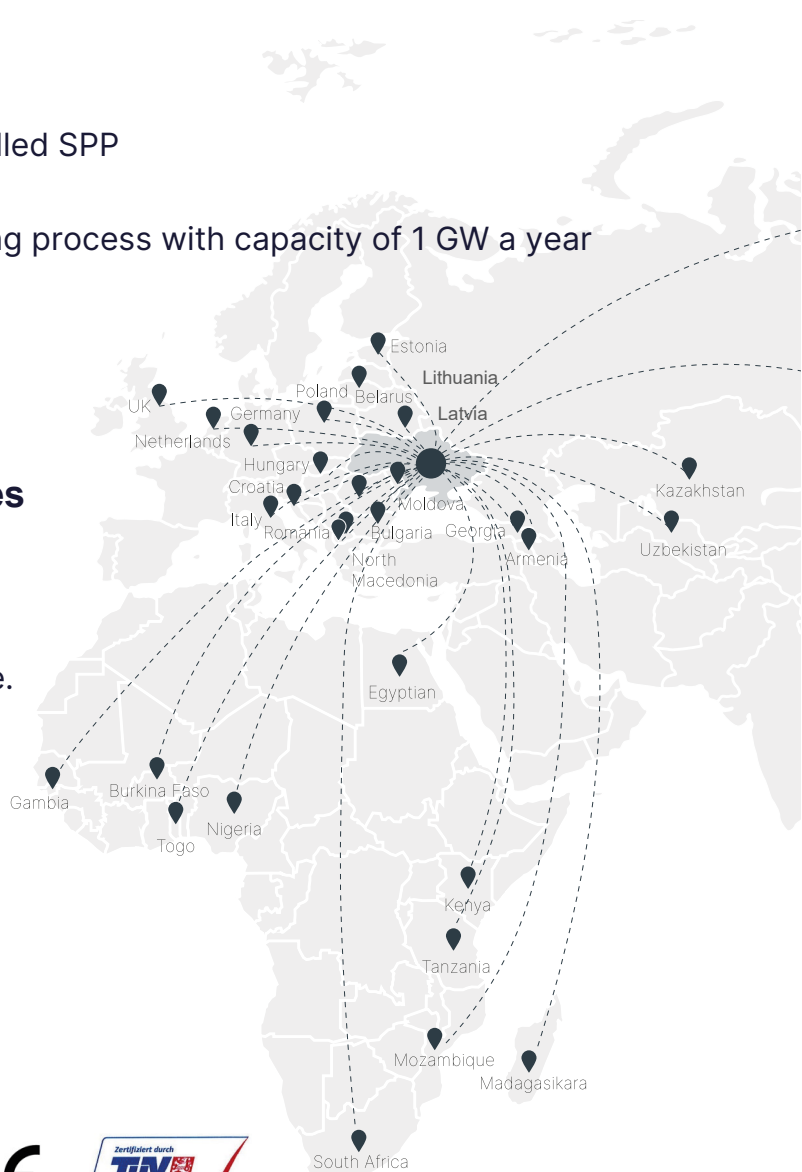 lled SPP
ng process with capacity of 1 GW a year
Estonia
Lithuania
Poland
Belarus
UK
Germany
Latvia
Netherlands
Hungary
Kazakhstan
Croatia
Moldova
Italy
Romania
Bulgaria
Georgia
Uzbekistan
Armenia
North
Macedonia
es
e.
Egyptian
Burkina Faso
Gambia
Nigeria
Togo
Kenya
Tanzania
Mozambique
Madagasikara
South Africa
Zertifiziert durch